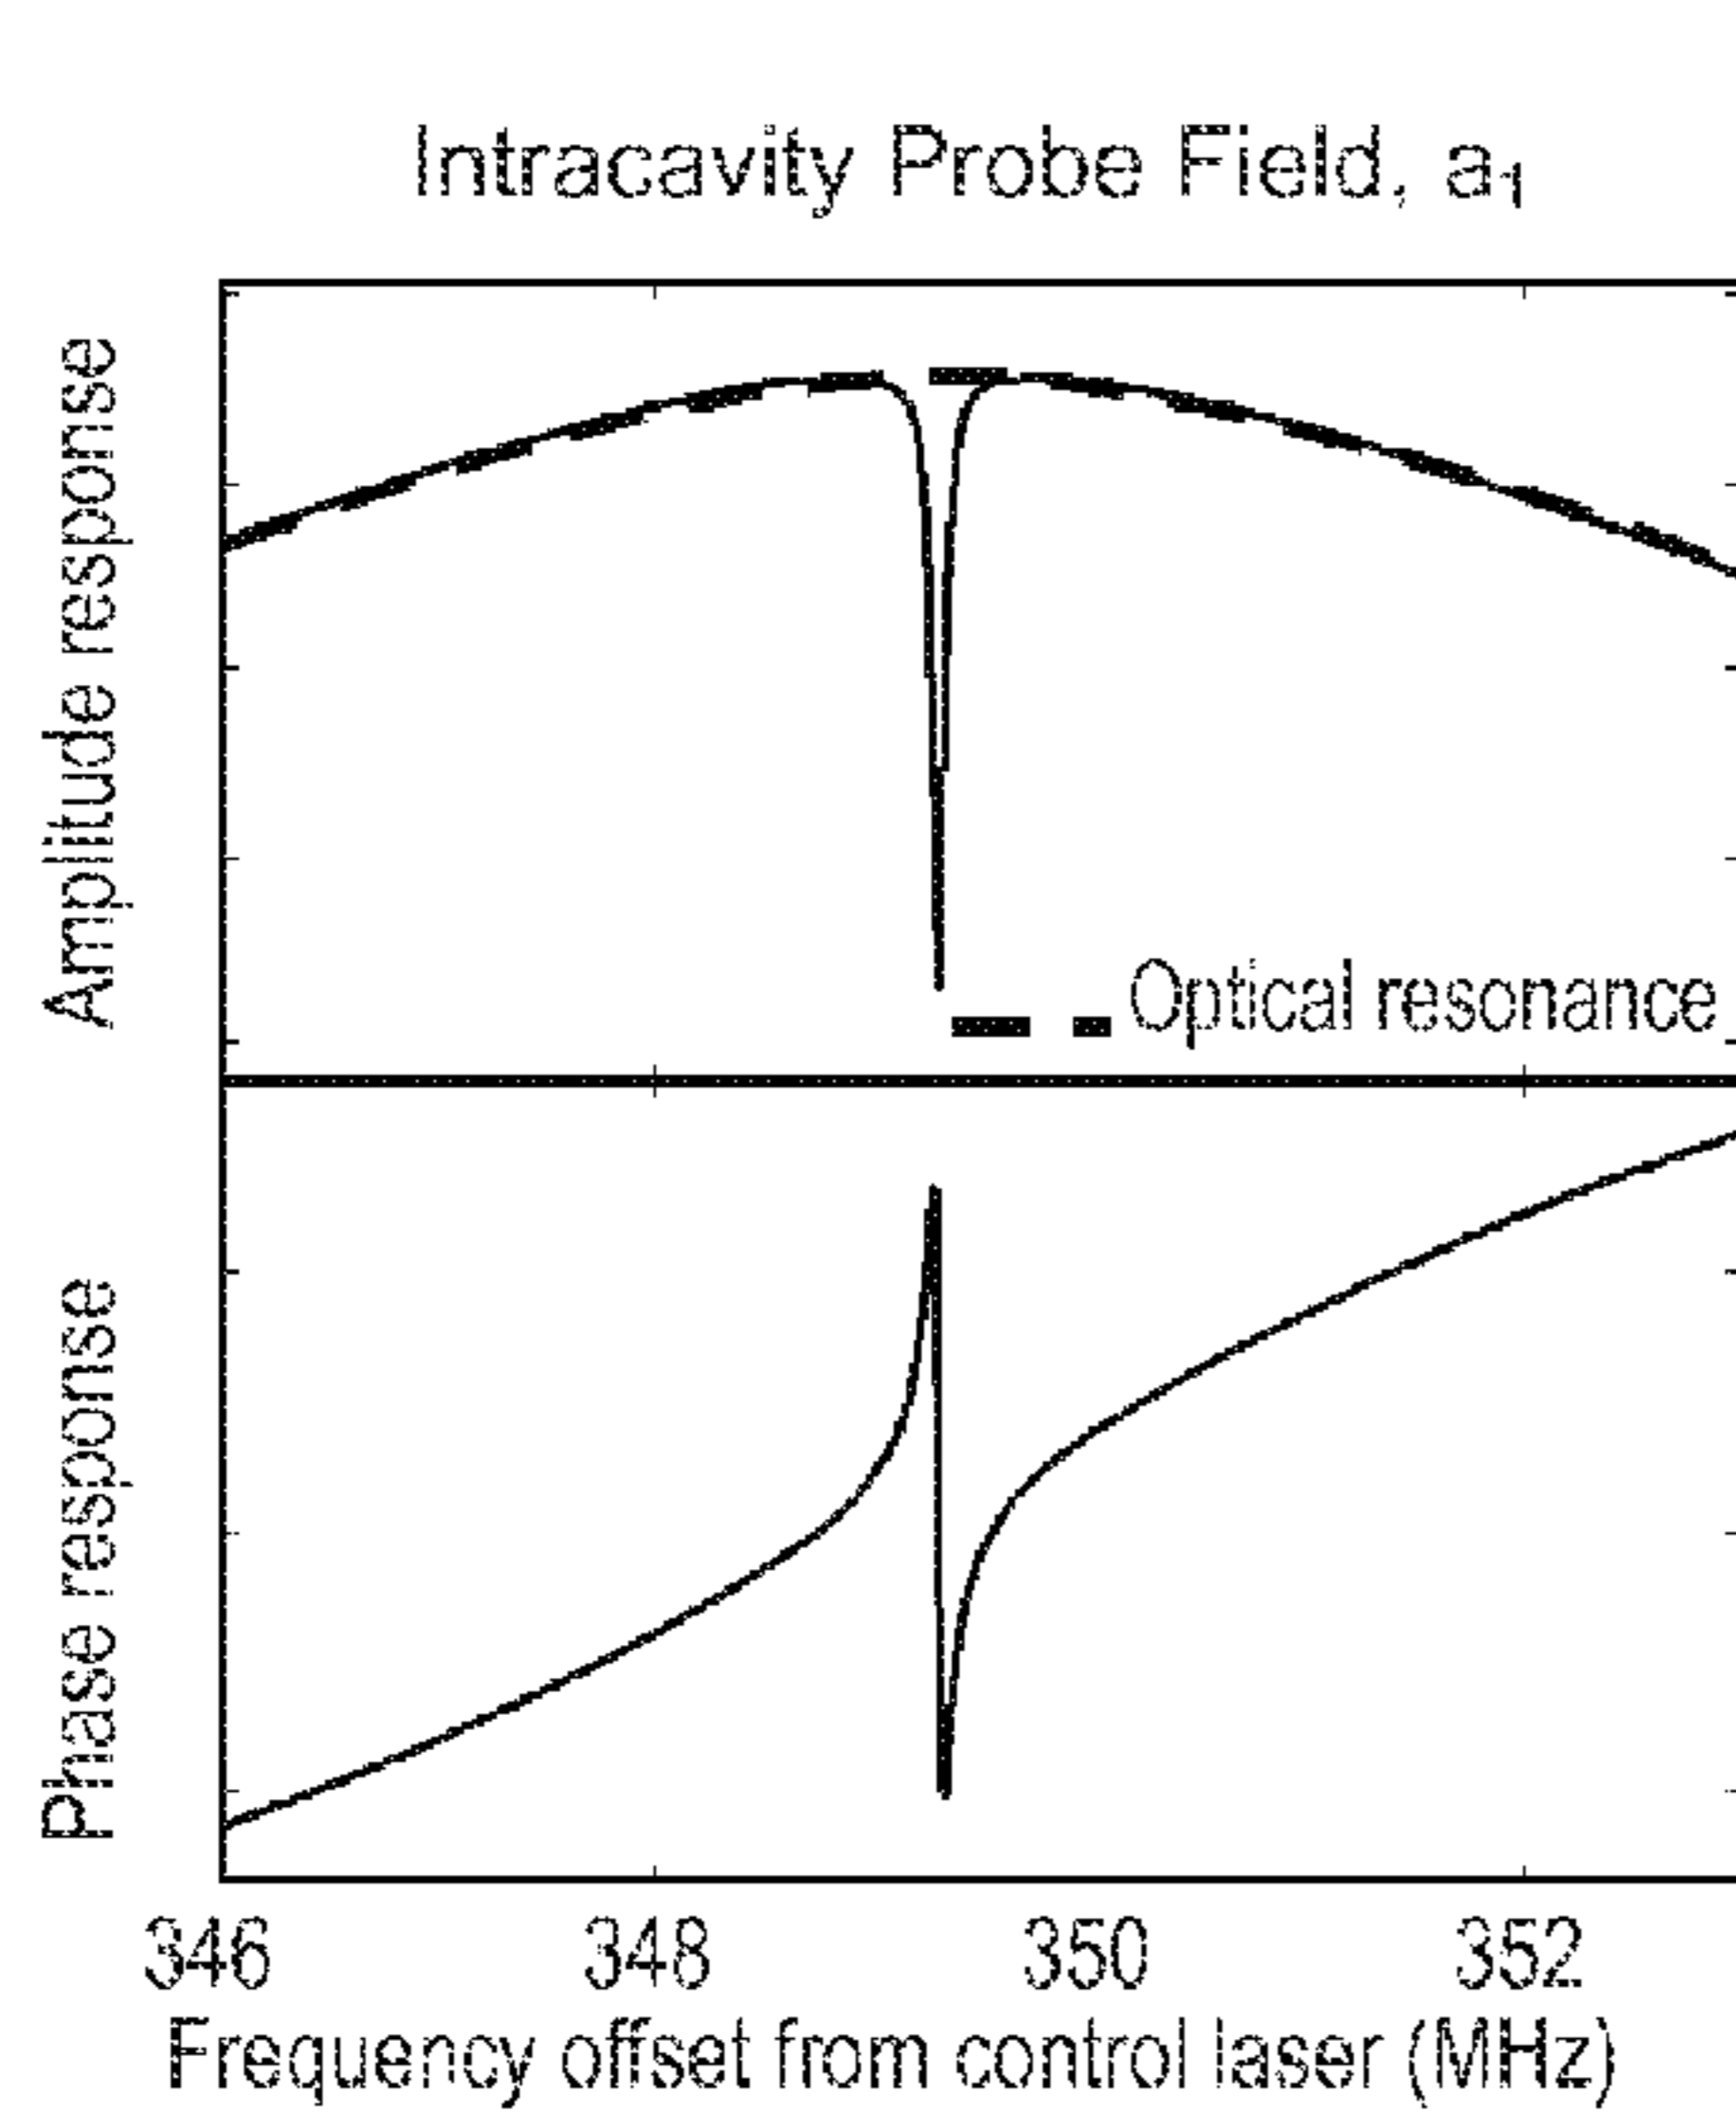 Intracavity Probe Field, a₁
Amplitude response
Optical resonance
Phase response
346 348 350 352
Frequency offset from control laser (MHz)